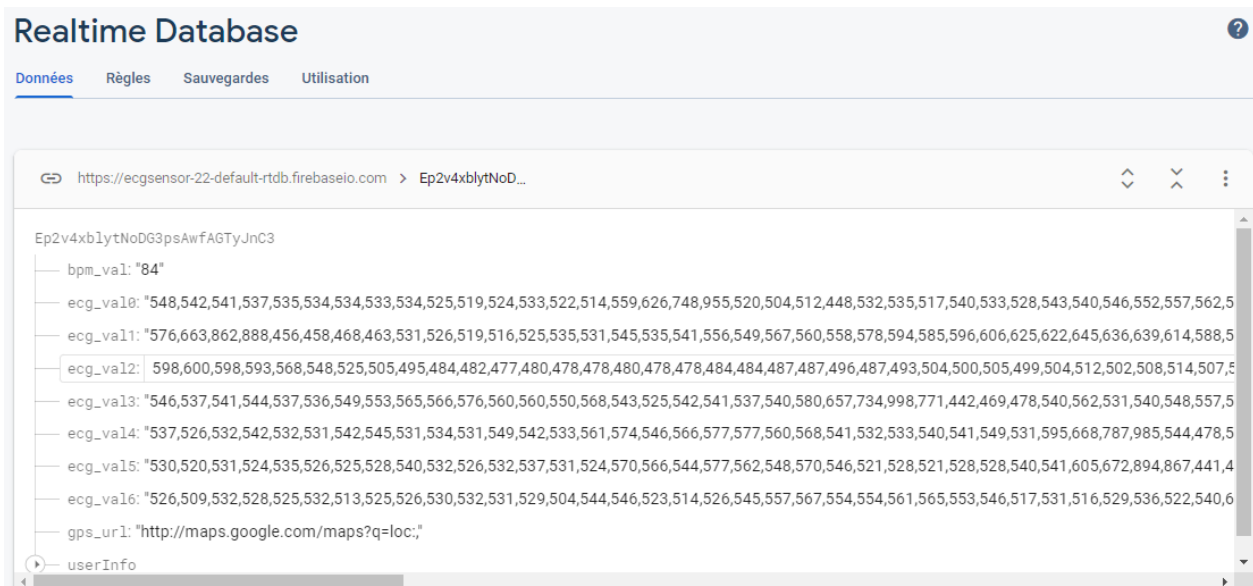 Realtime Database
Données Règles Sauvegardes Utilisation
https://ecgsensor-22-default-rtdb.firebaseio.com > Ep2v4xblytNoD...
Ep2v4xblytNoDG3psAwfAGTyJnC3
bpm_val: "84"
ecg_val0: "548,542,541,537,535,534,534,533,534,525,519,524,533,522,514,559,626,748,955,520,504,512,448,532,535,517,540,533,528,543,540,546,552,557,562,5
ecg_val1: "576,663,862,888,456,458,468,463,531,526,519,516,525,535,531,545,535,541,556,549,567,560,558,578,594,585,596,606,625,622,645,636,639,614,588,5
ecg_val2: 598,600,598,593,568,548,525,505,495,484,482,477,480,478,478,480,478,478,484,484,487,487,496,487,493,504,500,505,499,504,512,502,508,514,507,5
ecg_val3: "546,537,541,544,537,536,549,553,565,566,576,560,560,550,568,543,525,542,541,537,540,580,657,734,998,771,442,469,478,540,562,531,540,548,557,5
ecg_val4: "537,526,532,542,532,531,542,545,531,534,531,549,542,533,561,574,546,566,577,577,560,568,541,532,533,540,541,549,531,595,668,787,985,544,478,5
ecg_val5: "530,520,531,524,535,526,525,528,540,532,526,532,537,531,524,570,566,544,577,562,548,570,546,521,528,521,528,528,540,541,605,672,894,867,441,4
ecg_val6: "526,509,532,528,525,532,513,525,526,530,532,531,529,504,544,546,523,514,526,545,557,567,554,554,561,565,553,546,517,531,516,529,536,522,540,6
gps_url: "http://maps.google.com/maps?q=loc:,"
userInfo